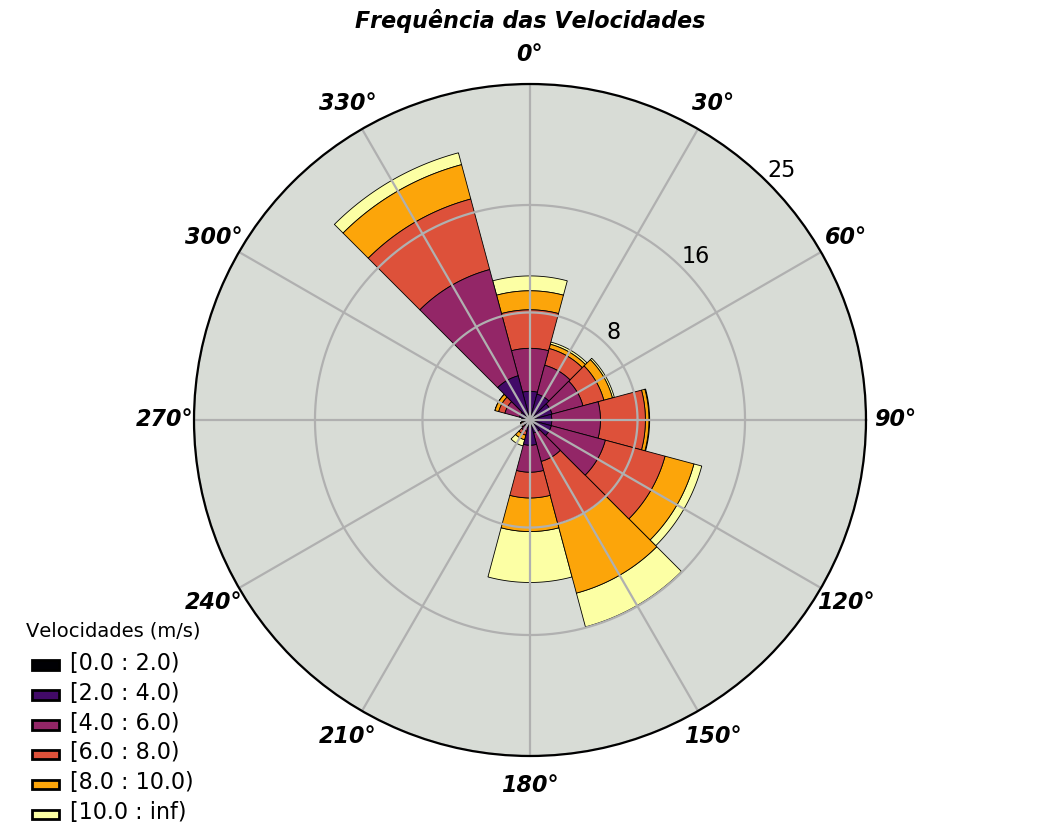 Frequência das Velocidades
0°
330°
30°
25
300°
60°
16
8
270°
90°
240°
120°
Velocidades (m/s)
[0.0 : 2.0)
[2.0 : 4.0)
[4.0 : 6.0)
210°
150°
[6.0 : 8.0)
[8.0 : 10.0)
180°
[10.0 : inf)